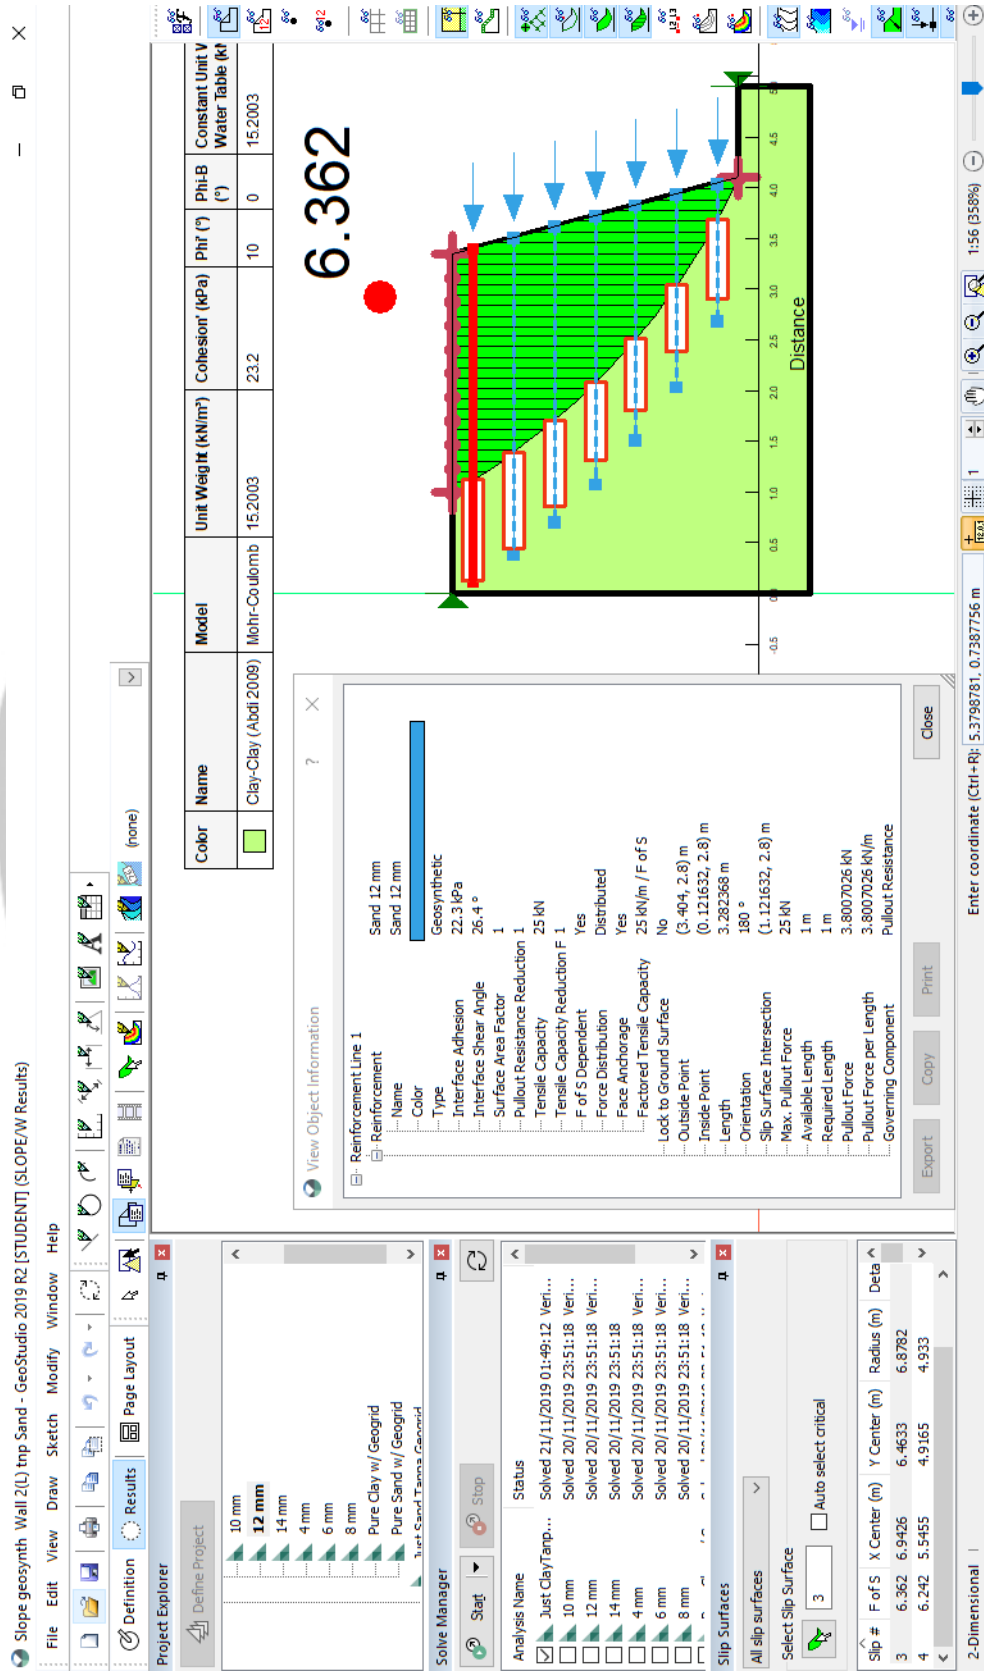 Slope geosynth Wall 2(L) tnp Sand - GeoStudio 2019 R2 [STUDENT] (SLOPE/W Results)
File Edit View Draw Sketch Modify Window Help
Definition Results Page Layout
(none)
Project Explorer
Define Project
10 mm
12 mm
14 mm
4 mm
6 mm
8 mm
Pure Clay w/ Geogrid
Pure Sand w/ Geogrid
Just Sand Tanpa Geogrid
Solve Manager
Start Stop
Analysis Name Status
Just ClayTanp... Solved 21/11/2019 01:49:12 Veri...
10 mm Solved 20/11/2019 23:51:18 Veri...
12 mm Solved 20/11/2019 23:51:18 Veri...
14 mm Solved 20/11/2019 23:51:18
4 mm Solved 20/11/2019 23:51:18 Veri...
6 mm Solved 20/11/2019 23:51:18 Veri...
8 mm Solved 20/11/2019 23:51:18 Veri...
Slip Surfaces
All slip surfaces
Select Slip Surface
3 Auto select critical
Slip # F of S X Center (m) Y Center (m) Radius (m) Deta
3 6.362 6.9426 6.4633 6.8782
4 6.242 5.5455 4.9165 4.933
Color Name Model Unit Weight (kN/m³) Cohesion' (kPa) Phi' (°) Phi-B (°) Constant Unit W
Water Table (kN
Clay-Clay (Abdi 2009) Mohr-Coulomb 15.2003 23.2 10 0 15.2003
6.362
View Object Information ?
Reinforcement Line 1
Reinforcement Sand 12 mm
Name Sand 12 mm
Color
Type Geosynthetic
Interface Adhesion 22.3 kPa
Interface Shear Angle 26.4 °
Surface Area Factor 1
Pullout Resistance Reduction 1
Tensile Capacity 25 kN
Tensile Capacity Reduction F 1
F of S Dependent Yes
Force Distribution Distributed
Face Anchorage Yes
Factored Tensile Capacity 25 kN/m / F of S
Lock to Ground Surface No
Outside Point (3.404, 2.8) m
Inside Point (0.121632, 2.8) m
Length 3.282368 m
Orientation 180 °
Slip Surface Intersection (1.121632, 2.8) m
Max. Pullout Force 25 kN
Available Length 1 m
Required Length 1 m
Pullout Force 3.8007026 kN
Pullout Force per Length 3.8007026 kN/m
Governing Component Pullout Resistance
Export Copy Print Close
-0.5 0.0 0.5 1.0 1.5 2.0 2.5 3.0 3.5 4.0 4.5 5.0
Distance
2-Dimensional Enter coordinate (Ctrl+R): 5.3798781, 0.7387756 m 1 1:56 (358%)